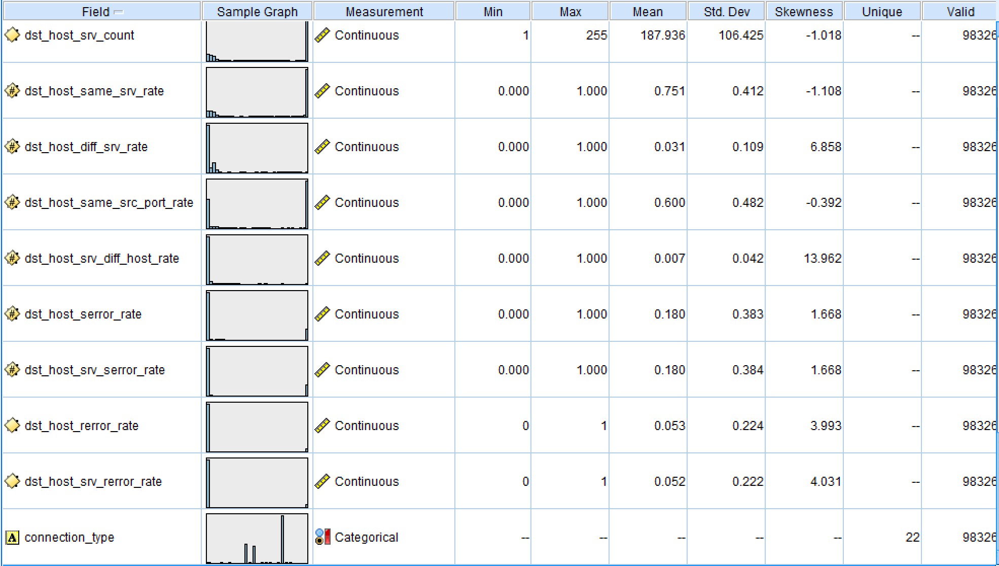 Field Sample Graph Measurement Min Max Mean Std. Dev Skewness Unique Valid
dst_host_srv_count Continuous 1 255 187.936 106.425 -1.018 -- 98326
# dst_host_same_srv_rate Continuous 0.000 1.000 0.751 0.412 -1.108 -- 98326
# dst_host_diff_srv_rate Continuous 0.000 1.000 0.031 0.109 6.858 -- 98326
# dst_host_same_src_port_rate Continuous 0.000 1.000 0.600 0.482 -0.392 -- 98326
# dst_host_srv_diff_host_rate Continuous 0.000 1.000 0.007 0.042 13.962 -- 98326
# dst_host_serror_rate Continuous 0.000 1.000 0.180 0.383 1.668 -- 98326
# dst_host_srv_serror_rate Continuous 0.000 1.000 0.180 0.384 1.668 -- 98326
dst_host_rerror_rate Continuous 0 1 0.053 0.224 3.993 -- 98326
dst_host_srv_rerror_rate Continuous 0 1 0.052 0.222 4.031 -- 98326
A connection_type Categorical -- -- -- -- -- 22 98326